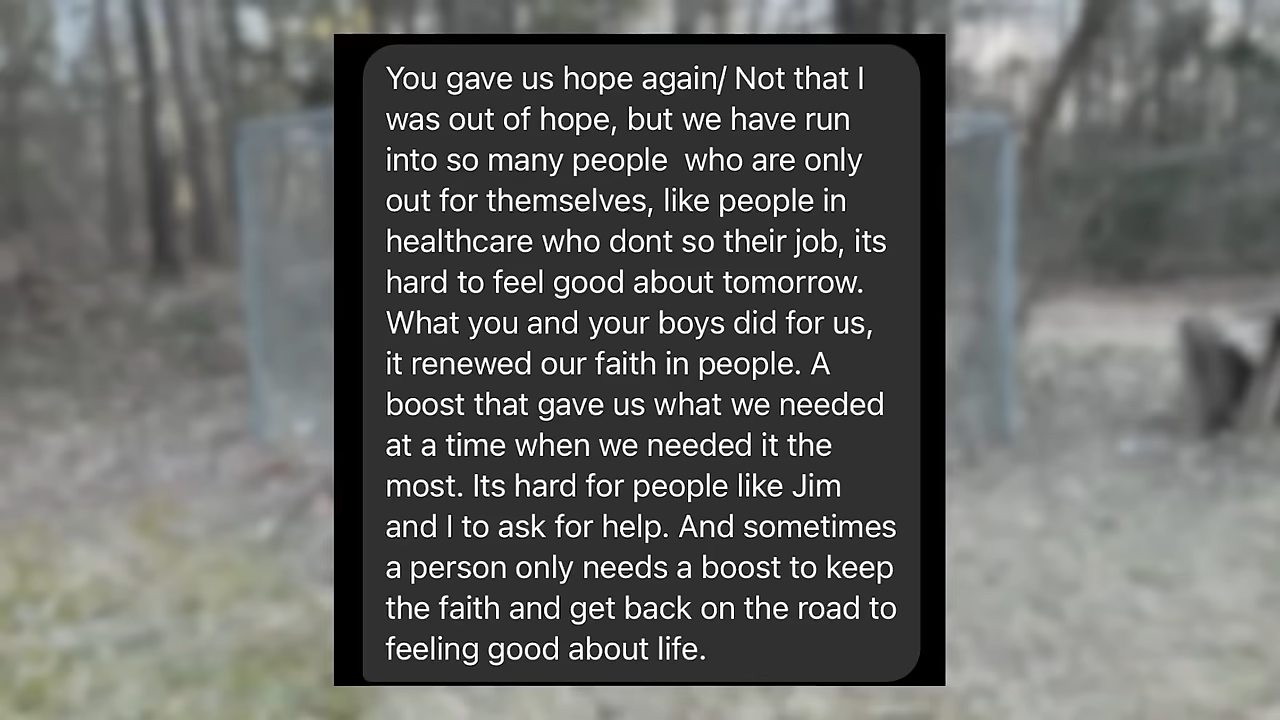 You gave us hope again/ Not that I
was out of hope, but we have run
into so many people  who are only
out for themselves, like people in
healthcare who dont so their job, its
hard to feel good about tomorrow.
What you and your boys did for us,
it renewed our faith in people. A
boost that gave us what we needed
at a time when we needed it the
most. Its hard for people like Jim
and I to ask for help. And sometimes
a person only needs a boost to keep
the faith and get back on the road to
feeling good about life.